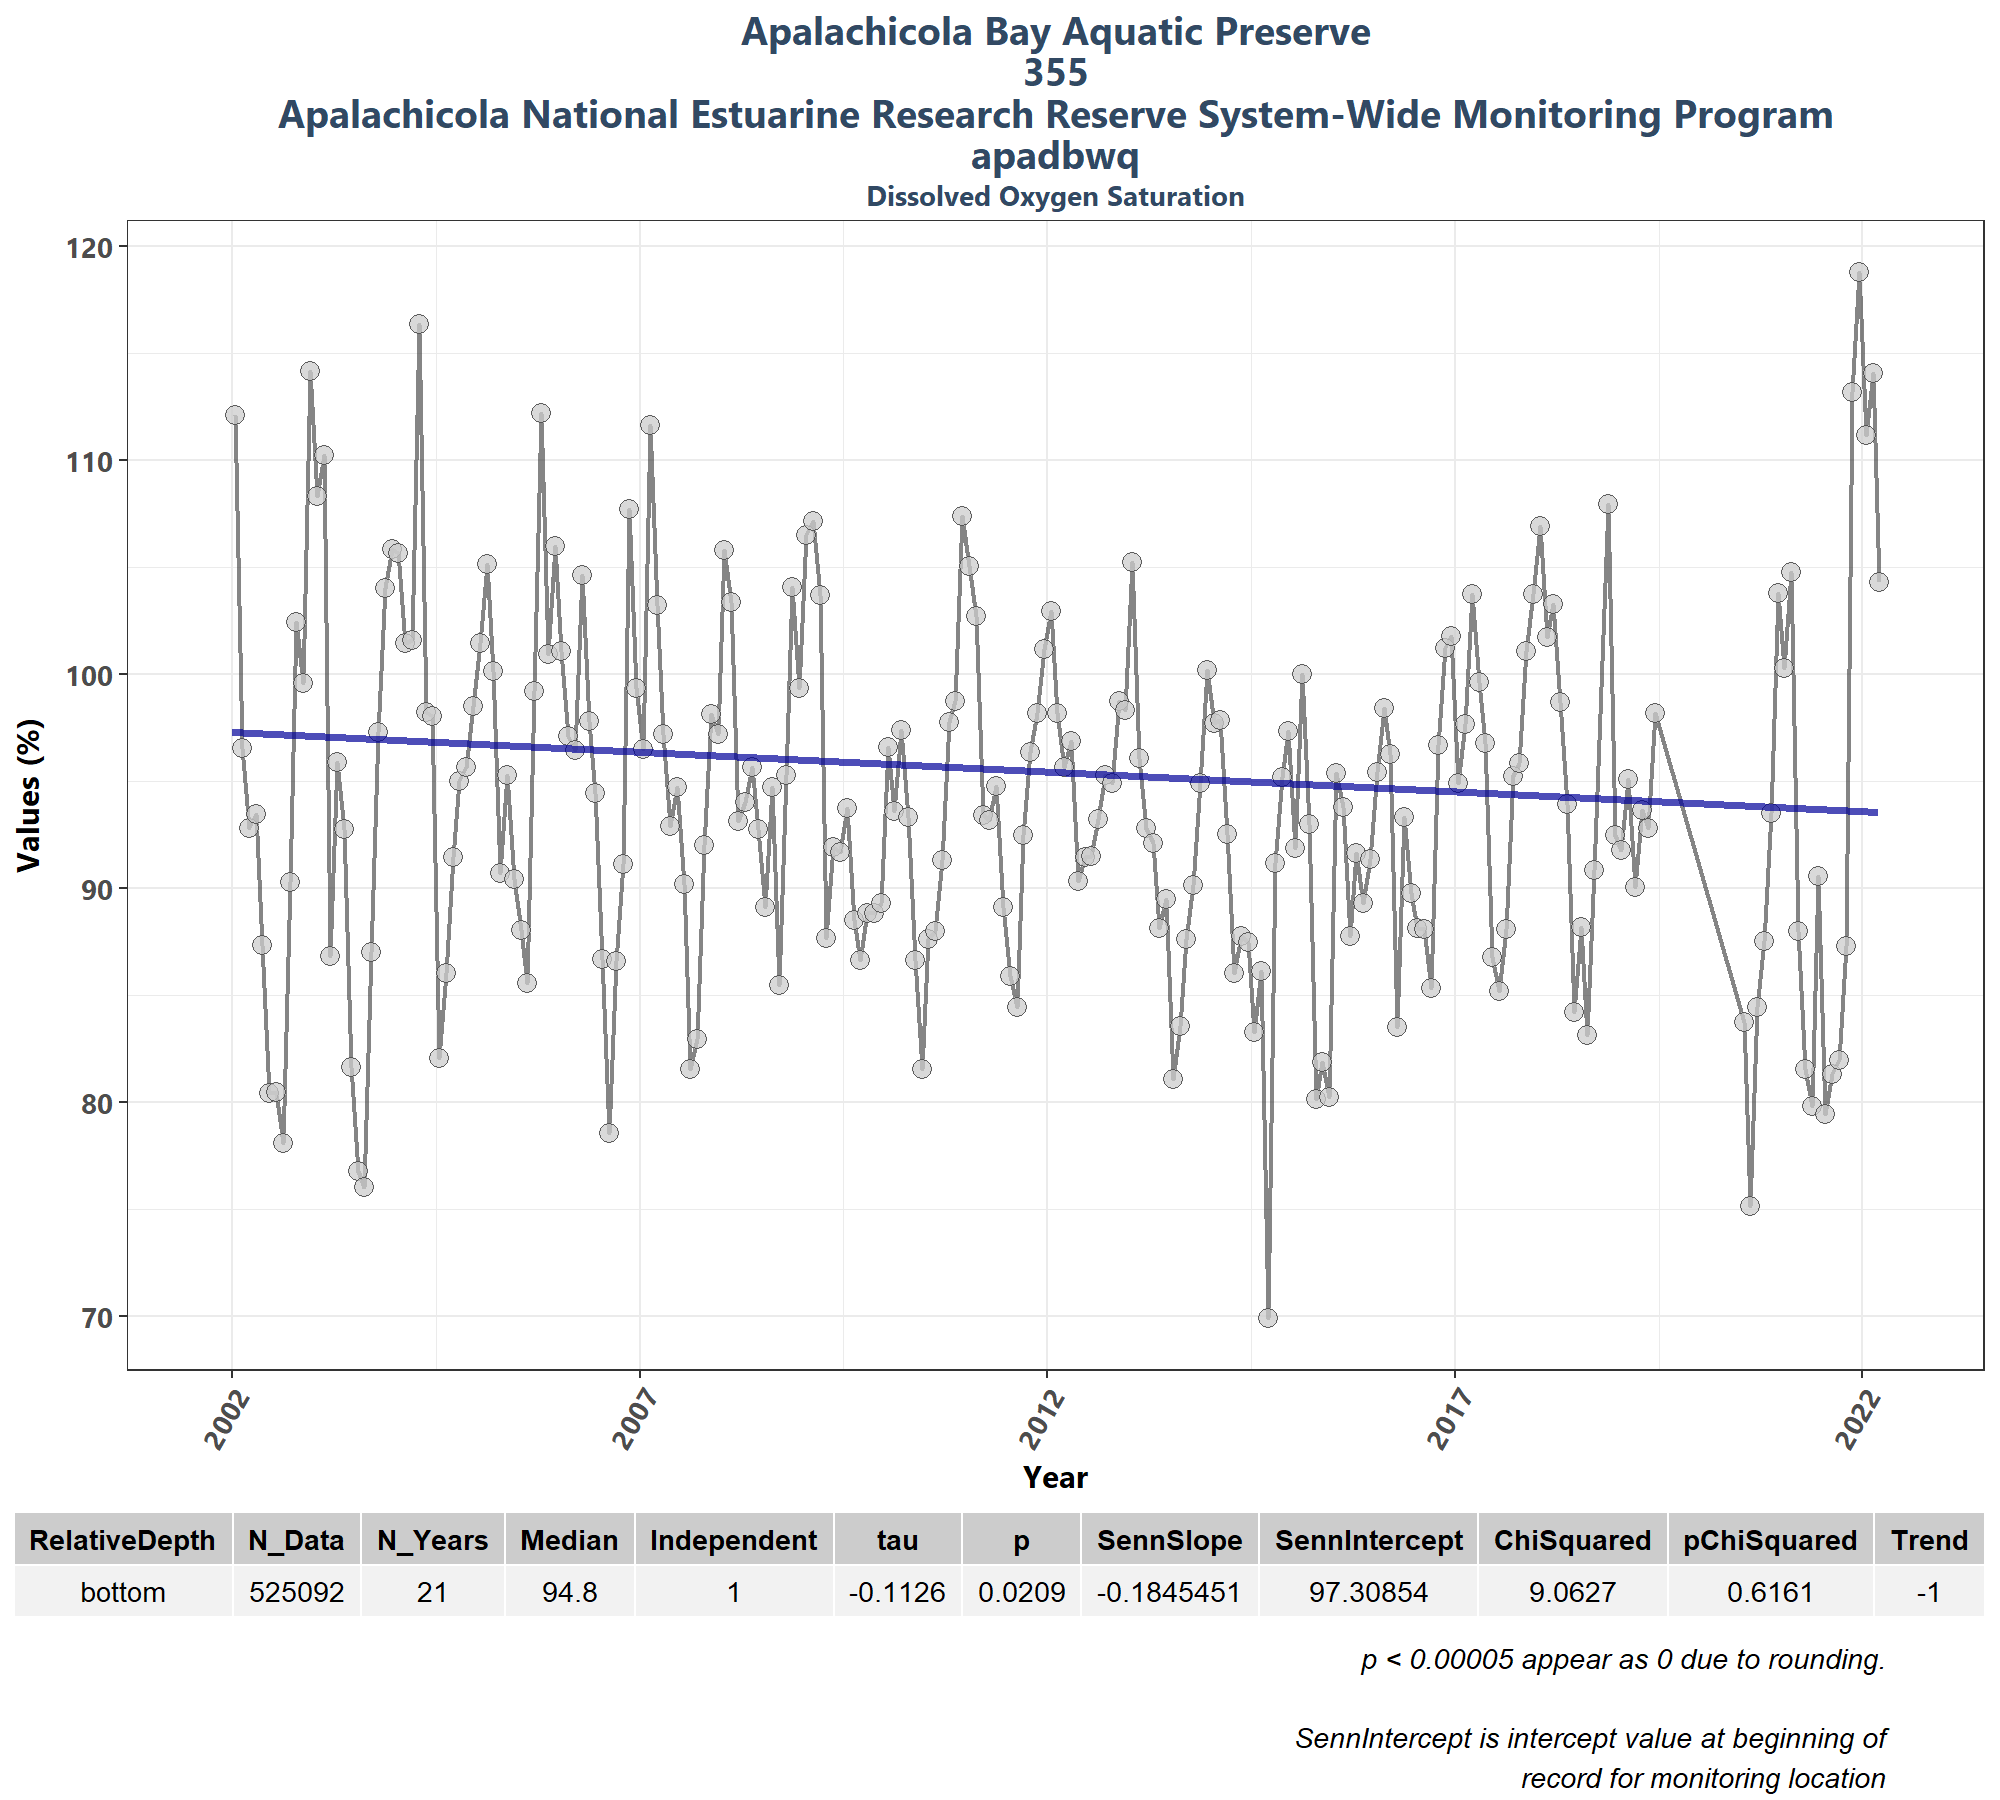 Apalachicola Bay Aquatic Preserve
355
Apalachicola National Estuarine Research Reserve System-Wide Monitoring Program
apadbwq
Dissolved Oxygen Saturation
120
110
100
90
80
70
Values (%)
2002 2007 2012 2017 2022
Year
RelativeDepth N_Data N_Years Median Independent tau p SennSlope SennIntercept ChiSquared pChiSquared Trend
bottom 525092 21 94.8 1 -0.1126 0.0209 -0.1845451 97.30854 9.0627 0.6161 -1
p < 0.00005 appear as 0 due to rounding.
SennIntercept is intercept value at beginning of
record for monitoring location